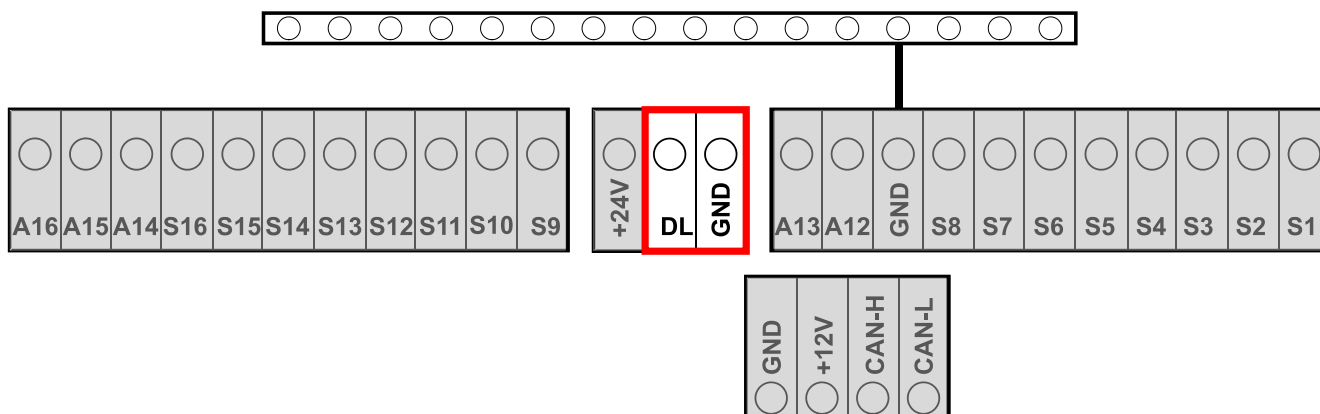 A16 A15 A14 S16 S15 S14 S13 S12 S11 S10 S9 +24V DL GND A13 A12 GND S8 S7 S6 S5 S4 S3 S2 S1
GND +12V CAN-H CAN-L